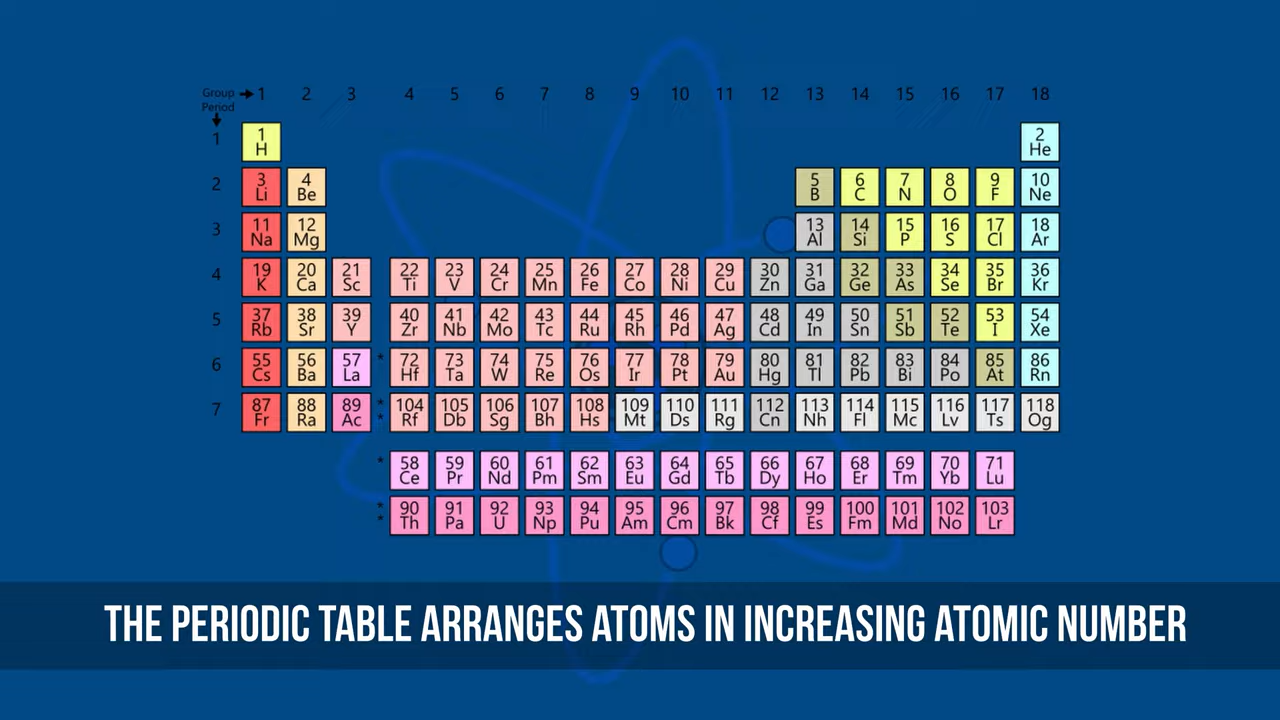 Group → 1 2 3 4 5 6 7 8 9 10 11 12 13 14 15 16 17 18
Period
↓
1 1 2
H He
2 3 4 5 6 7 8 9 10
Li Be B C N O F Ne
3 11 12 13 14 15 16 17 18
Na Mg Al Si P S Cl Ar
4 19 20 21 22 23 24 25 26 27 28 29 30 31 32 33 34 35 36
K Ca Sc Ti V Cr Mn Fe Co Ni Cu Zn Ga Ge As Se Br Kr
5 37 38 39 40 41 42 43 44 45 46 47 48 49 50 51 52 53 54
Rb Sr Y Zr Nb Mo Tc Ru Rh Pd Ag Cd In Sn Sb Te I Xe
6 55 56 57 * 72 73 74 75 76 77 78 79 80 81 82 83 84 85 86
Cs Ba La Hf Ta W Re Os Ir Pt Au Hg Tl Pb Bi Po At Rn
7 87 88 89 * 104 105 106 107 108 109 110 111 112 113 114 115 116 117 118
Fr Ra Ac * Rf Db Sg Bh Hs Mt Ds Rg Cn Nh Fl Mc Lv Ts Og
* 58 59 60 61 62 63 64 65 66 67 68 69 70 71
Ce Pr Nd Pm Sm Eu Gd Tb Dy Ho Er Tm Yb Lu
* 90 91 92 93 94 95 96 97 98 99 100 101 102 103
* Th Pa U Np Pu Am Cm Bk Cf Es Fm Md No Lr
THE PERIODIC TABLE ARRANGES ATOMS IN INCREASING ATOMIC NUMBER